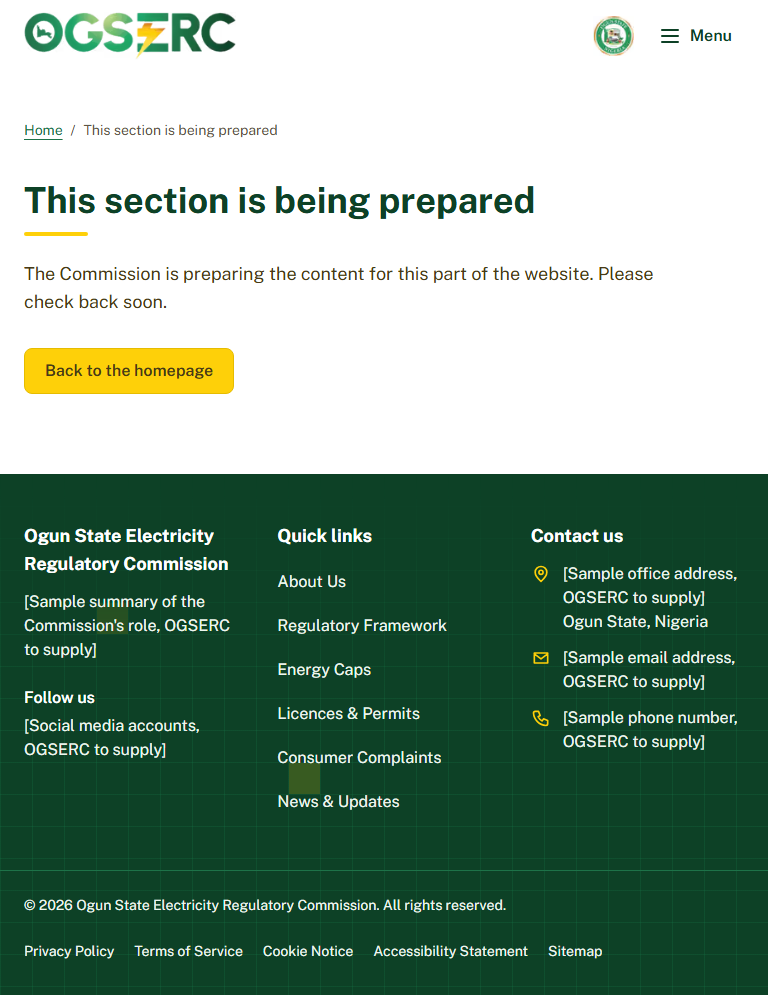 OGSERC
Menu
Home / This section is being prepared
This section is being prepared
The Commission is preparing the content for this part of the website. Please
check back soon.
Back to the homepage
Ogun State Electricity
Regulatory Commission
[Sample summary of the
Commission's role, OGSERC
to supply]
Follow us
[Social media accounts,
OGSERC to supply]
Quick links
About Us
Regulatory Framework
Energy Caps
Licences & Permits
Consumer Complaints
News & Updates
Contact us
[Sample office address,
OGSERC to supply]
Ogun State, Nigeria
[Sample email address,
OGSERC to supply]
[Sample phone number,
OGSERC to supply]
© 2026 Ogun State Electricity Regulatory Commission. All rights reserved.
Privacy Policy Terms of Service Cookie Notice Accessibility Statement Sitemap